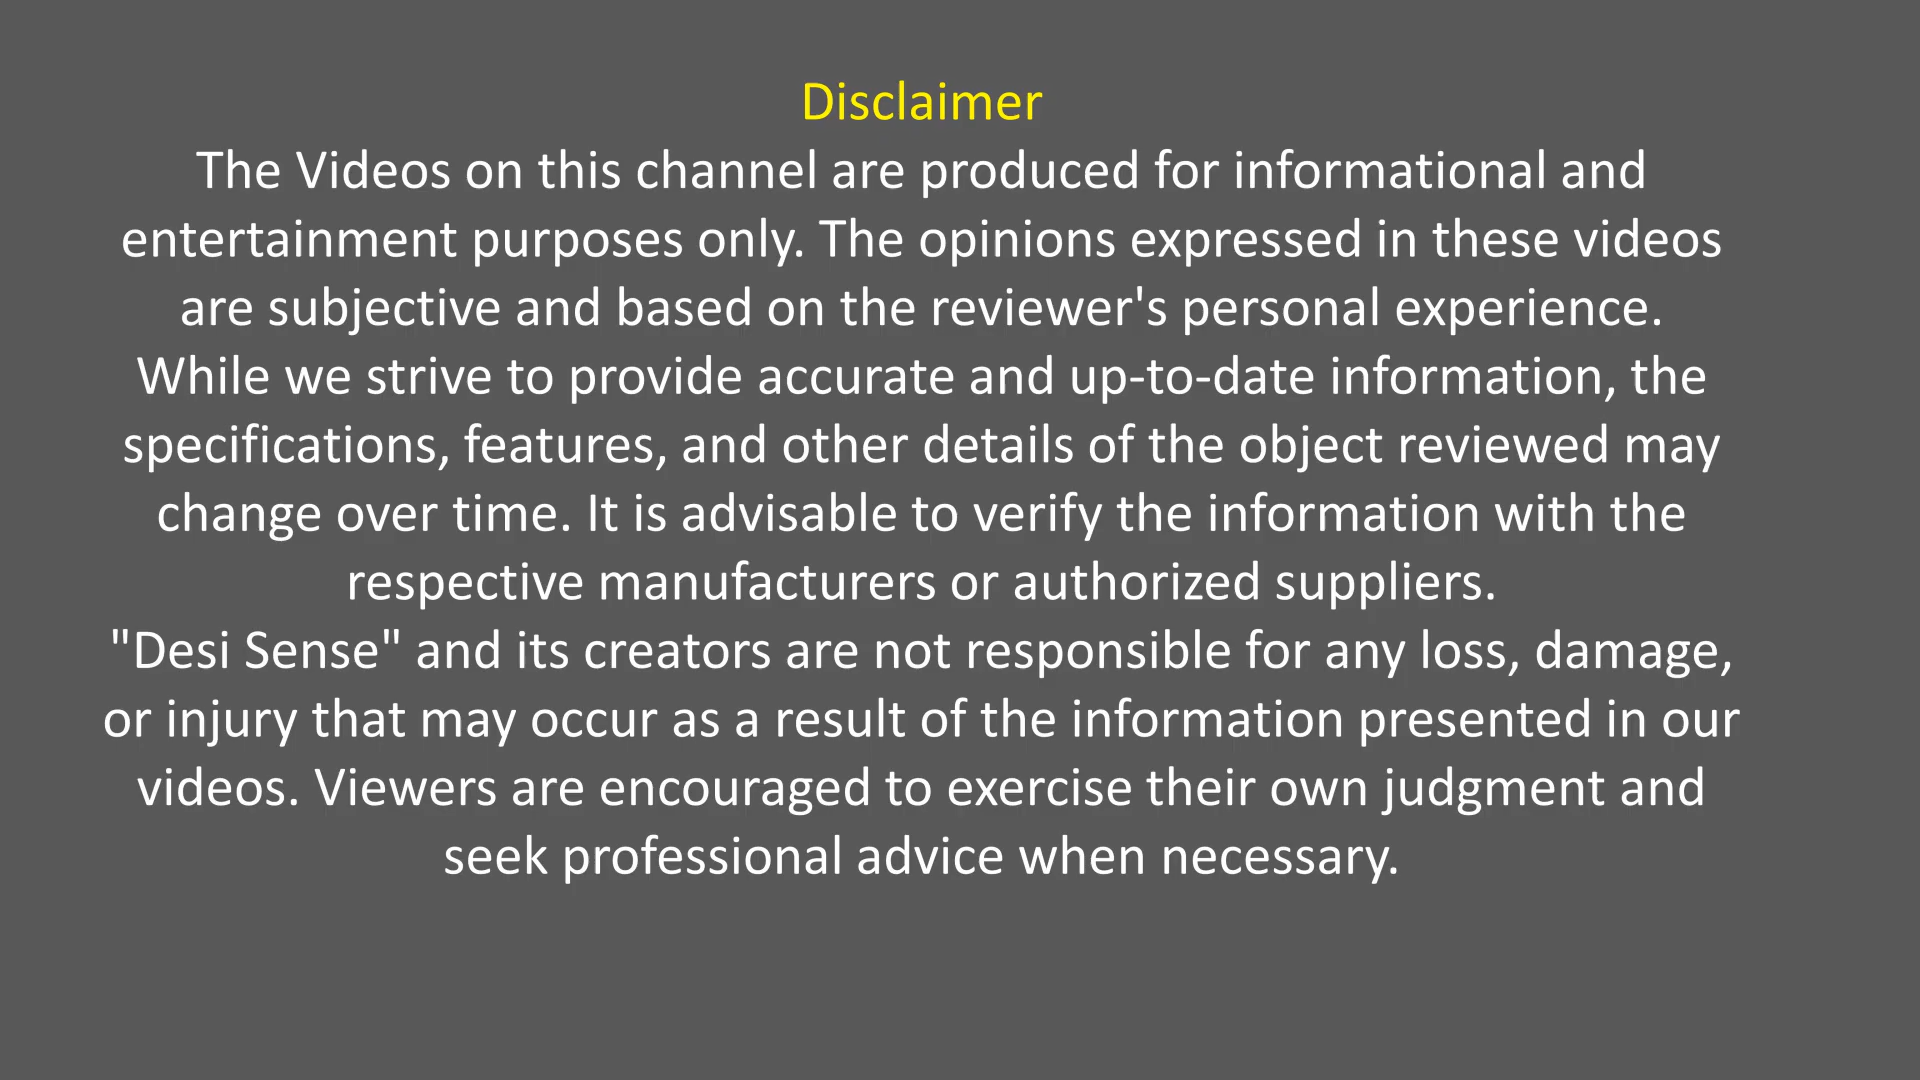 Disclaimer
The Videos on this channel are produced for informational and
entertainment purposes only. The opinions expressed in these videos
are subjective and based on the reviewer's personal experience.
While we strive to provide accurate and up-to-date information, the
specifications, features, and other details of the object reviewed may
change over time. It is advisable to verify the information with the
respective manufacturers or authorized suppliers.
"Desi Sense" and its creators are not responsible for any loss, damage,
or injury that may occur as a result of the information presented in our
videos. Viewers are encouraged to exercise their own judgment and
seek professional advice when necessary.